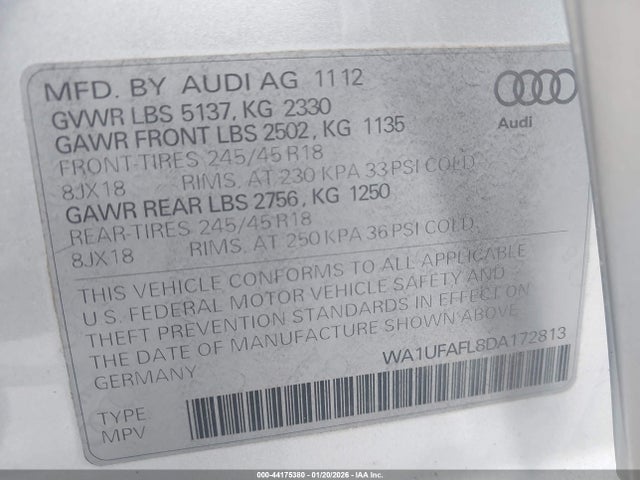 MFD. BY AUDI AG 11 12
GVWR LBS 5137, KG 2330
GAWR FRONT LBS 2502, KG 1135
FRONT-TIRES 245/45 R18
8JX18 RIMS. AT 230 KPA 33 PSI COLD
GAWR REAR LBS 2756, KG 1250
REAR-TIRES 245/45 R18
8JX18 RIMS. AT 250 KPA 36 PSI COLD
Audi
THIS VEHICLE CONFORMS TO ALL APPLICABLE
U.S. FEDERAL MOTOR VEHICLE SAFETY AND
THEFT PREVENTION STANDARDS IN EFFECT ON
THE DATE OF MANUFACTURE SHOWN ABOVE
GERMANY WA1UFAFL8DA172813
TYPE
MPV
000-44175380 - 01/20/2026 - IAAI Inc.